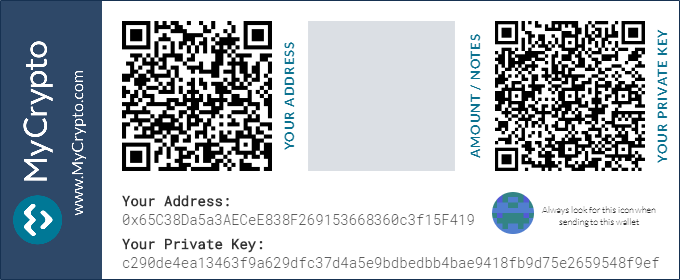 MyCrypto
www.MyCrypto.com
YOUR ADDRESS
AMOUNT / NOTES
YOUR PRIVATE KEY
Your Address:
0x65C38Da5a3AECeE838F269153668360c3f15F419
Always look for this icon when
sending to this wallet
Your Private Key:
c290de4ea13463f9a629dfc37d4a5e9bdbedbb4bae9418fb9d75e2659548f9ef